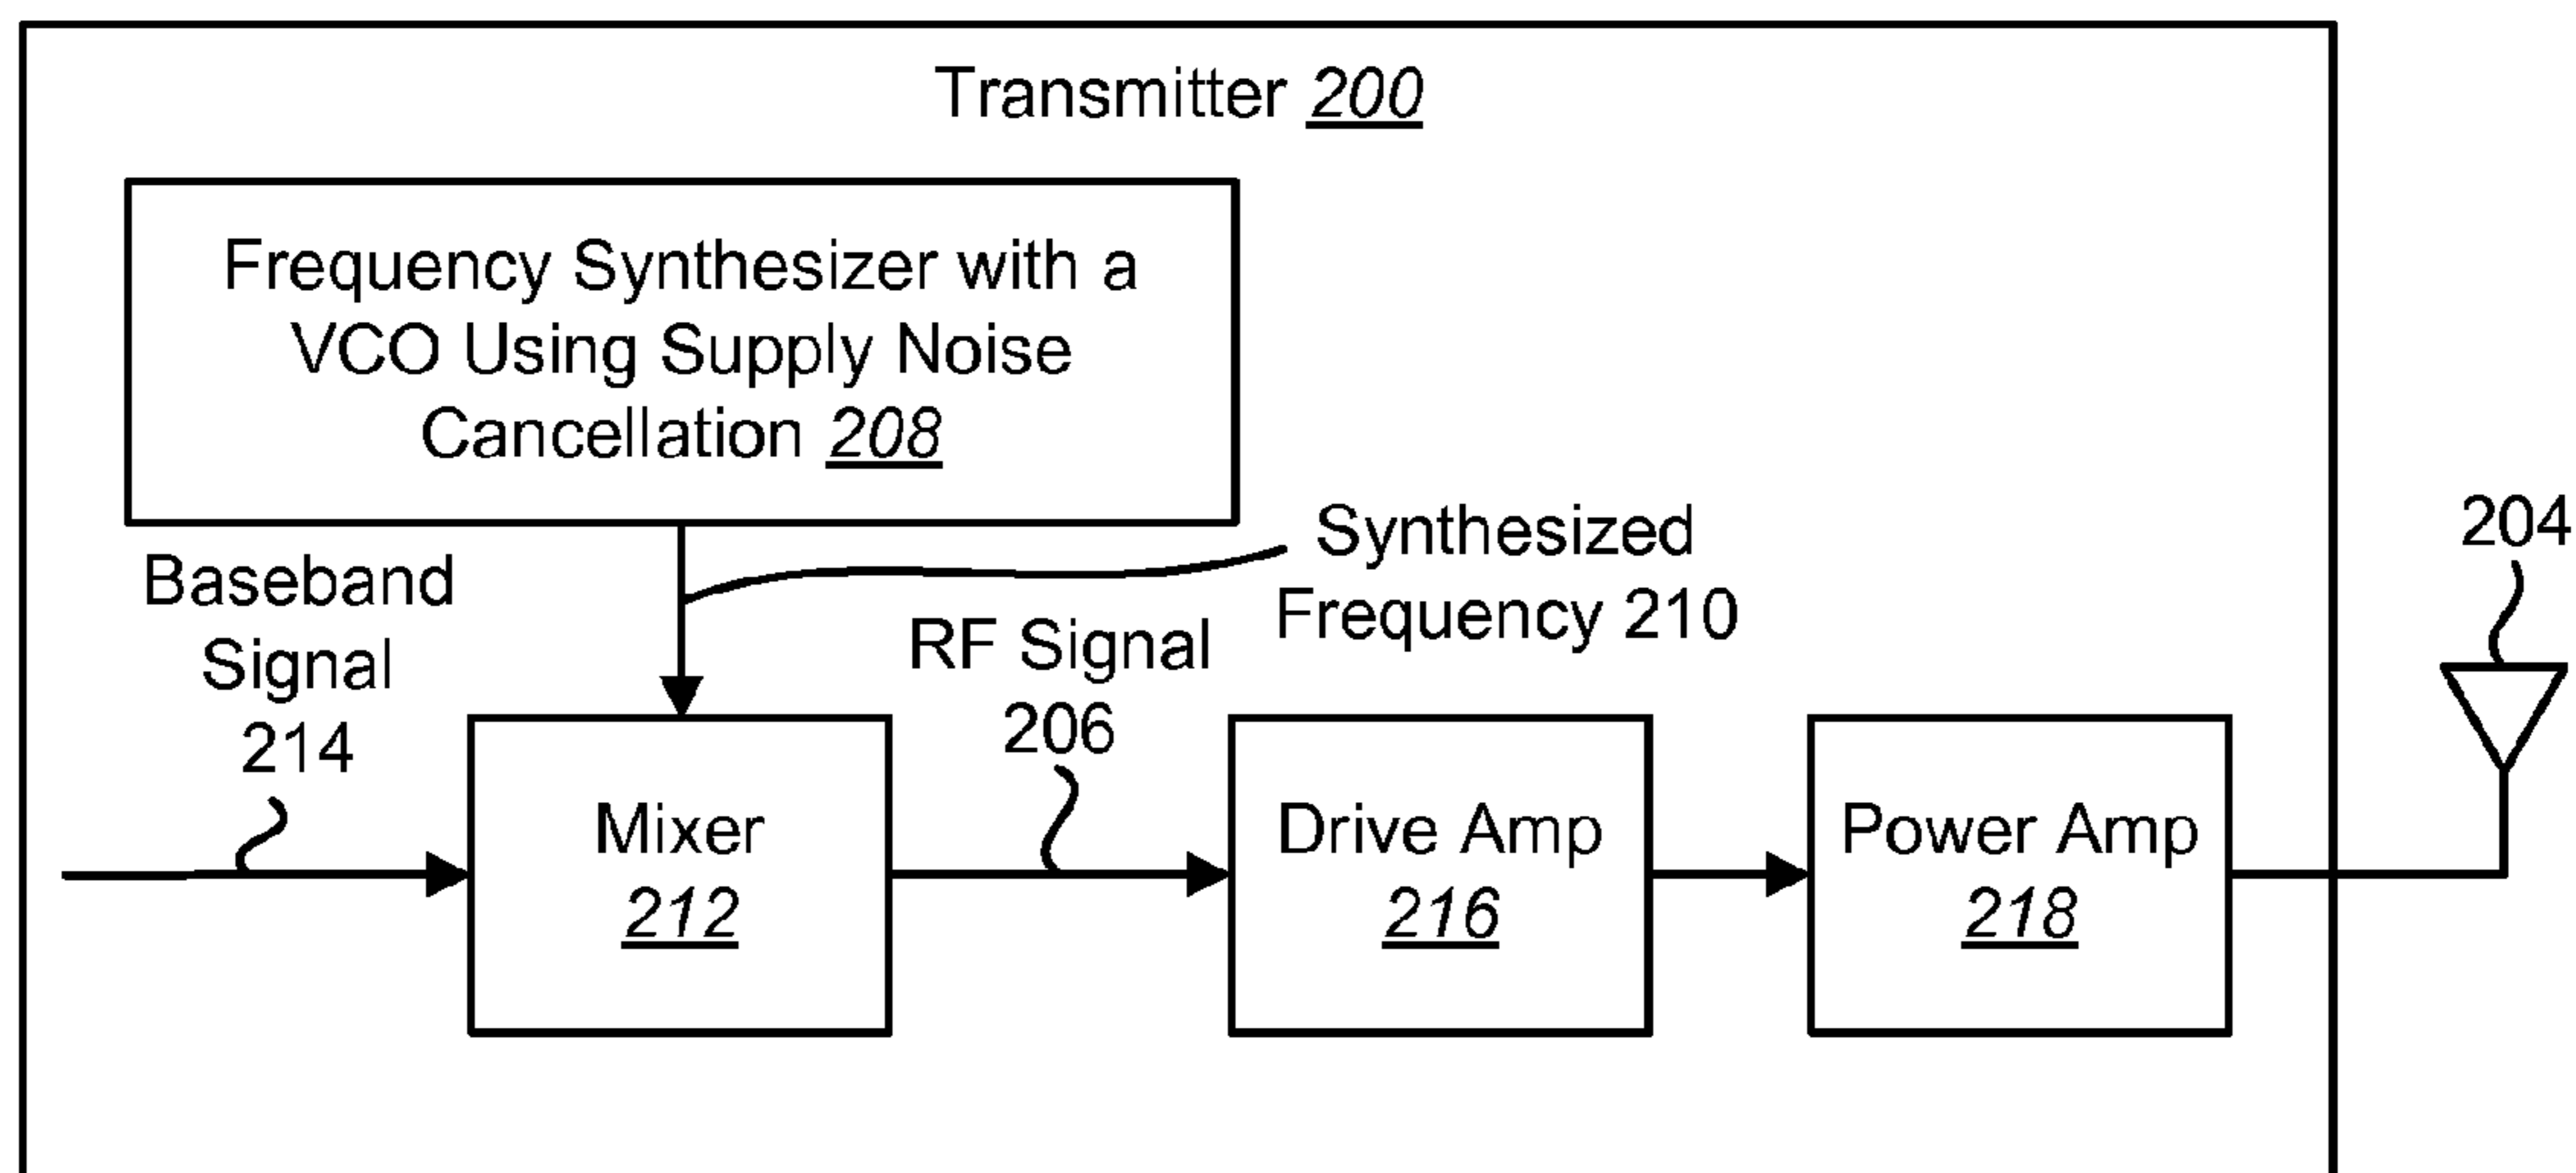 Transmitter 200
Frequency Synthesizer with a
VCO Using Supply Noise
Cancellation 208
Synthesized
Frequency 210
204
Baseband
Signal
214
RF Signal
206
Mixer
212
Drive Amp
216
Power Amp
218